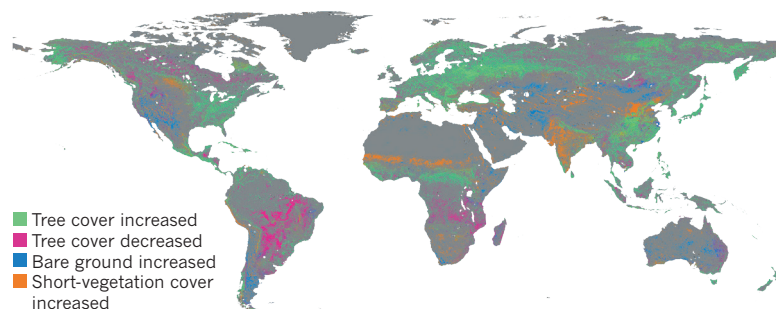 Tree cover increased
Tree cover decreased
Bare ground increased
Short-vegetation cover
increased